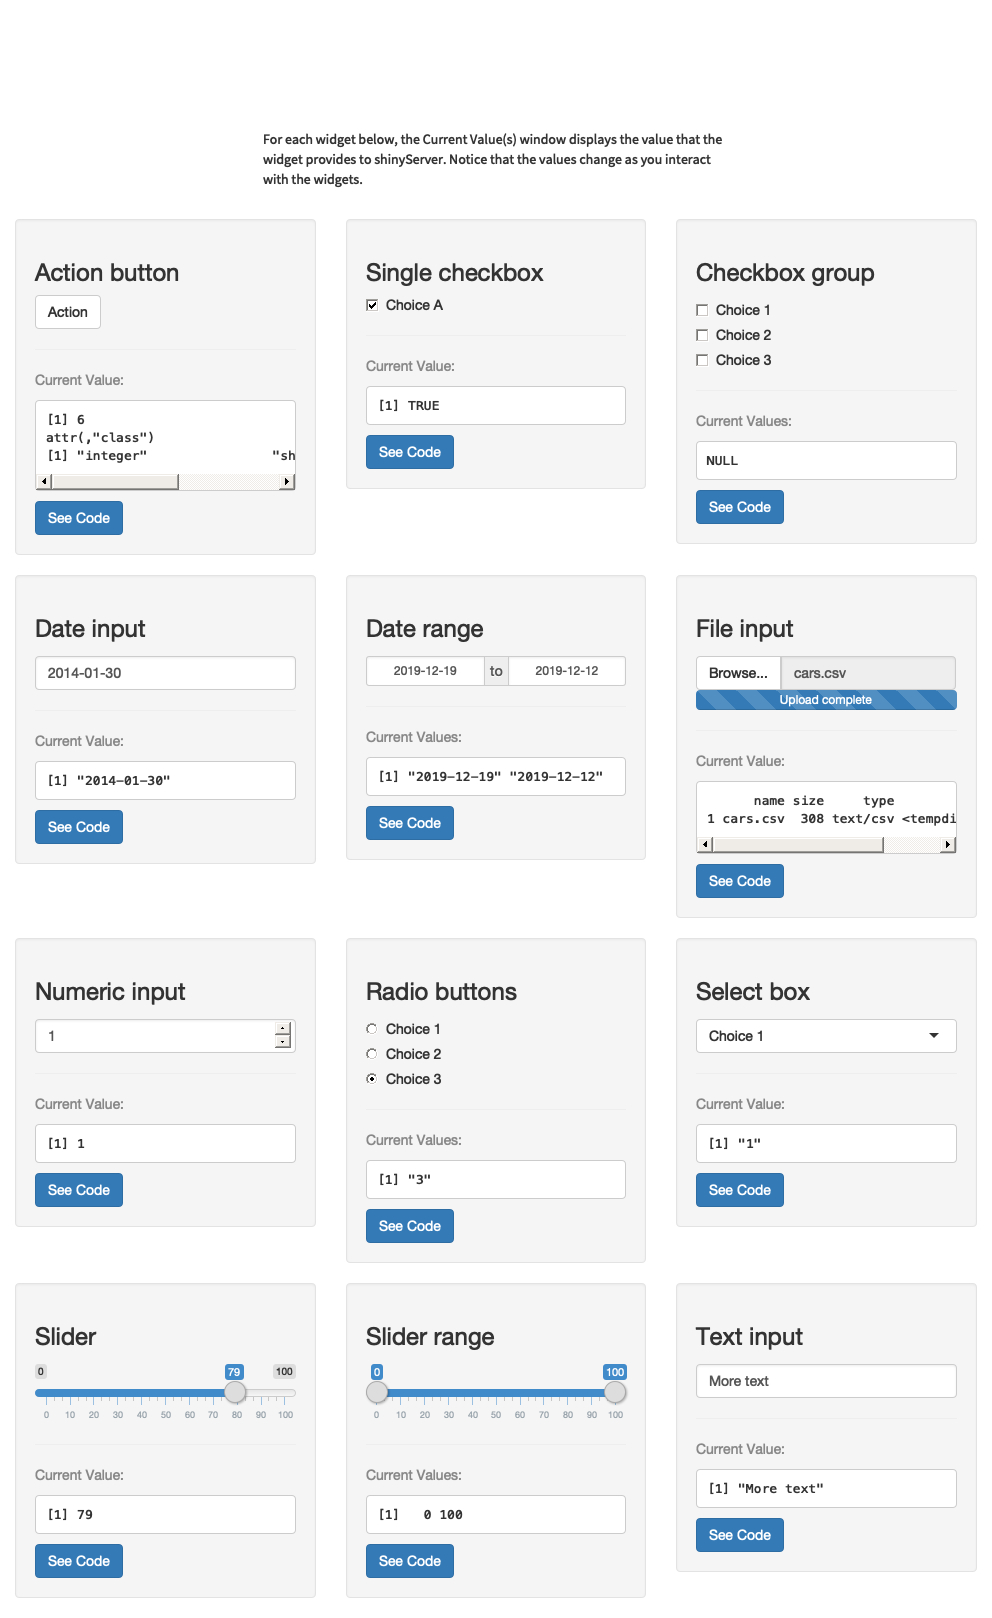 For each widget below, the Current Value(s) window displays the value that the
widget provides to shinyServer. Notice that the values change as you interact
with the widgets.
Action button
Action
Current Value:
[1] 6
attr(,"class")
[1] "integer"                "sh
See Code
Single checkbox
Choice A
Current Value:
[1] TRUE
See Code
Checkbox group
Choice 1
Choice 2
Choice 3
Current Values:
NULL
See Code
Date input
2014-01-30
Current Value:
[1] "2014-01-30"
See Code
Date range
2019-12-19 to 2019-12-12
Current Values:
[1] "2019-12-19" "2019-12-12"
See Code
File input
Browse... cars.csv
Upload complete
Current Value:
name size     type
1 cars.csv  308 text/csv <tempdi
See Code
Numeric input
1
Current Value:
[1] 1
See Code
Radio buttons
Choice 1
Choice 2
Choice 3
Current Values:
[1] "3"
See Code
Select box
Choice 1
Current Value:
[1] "1"
See Code
Slider
0 79 100
0 10 20 30 40 50 60 70 80 90 100
Current Value:
[1] 79
See Code
Slider range
0 100
0 10 20 30 40 50 60 70 80 90 100
Current Values:
[1]   0 100
See Code
Text input
More text
Current Value:
[1] "More text"
See Code